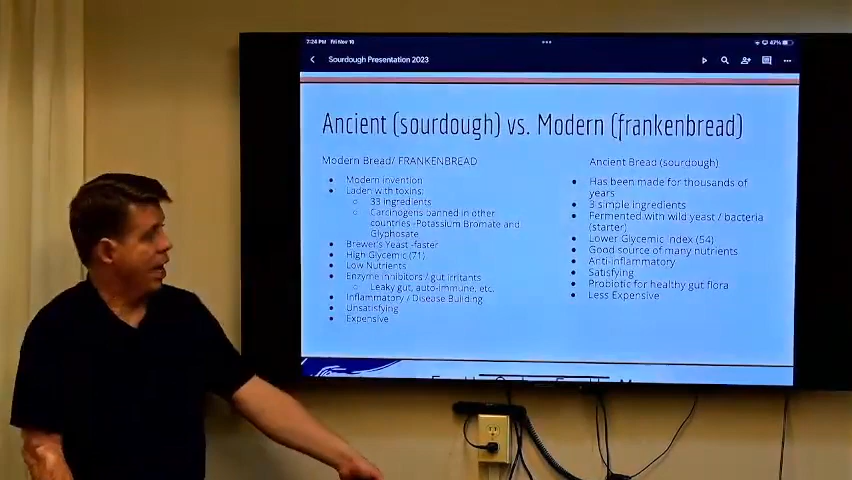 7:24 PM Fri Nov 10
47%
Sourdough Presentation 2023
Ancient (sourdough) vs. Modern (frankenbread)
Modern Bread/ FRANKENBREAD
Modern invention
Laden with toxins:
33 ingredients
Carcinogens banned in other
countries -Potassium Bromate and
Glyphosate
Brewer's Yeast -faster
High Glycemic (71)
Low Nutrients
Enzyme inhibitors / gut irritants
Leaky gut, auto-immune, etc.
Inflammatory / Disease Building
Unsatisfying
Expensive
Ancient Bread (sourdough)
Has been made for thousands of
years
3 simple ingredients
Fermented with wild yeast / bacteria
(starter)
Lower Glycemic Index (54)
Good source of many nutrients
Anti-inflammatory
Satisfying
Probiotic for healthy gut flora
Less Expensive